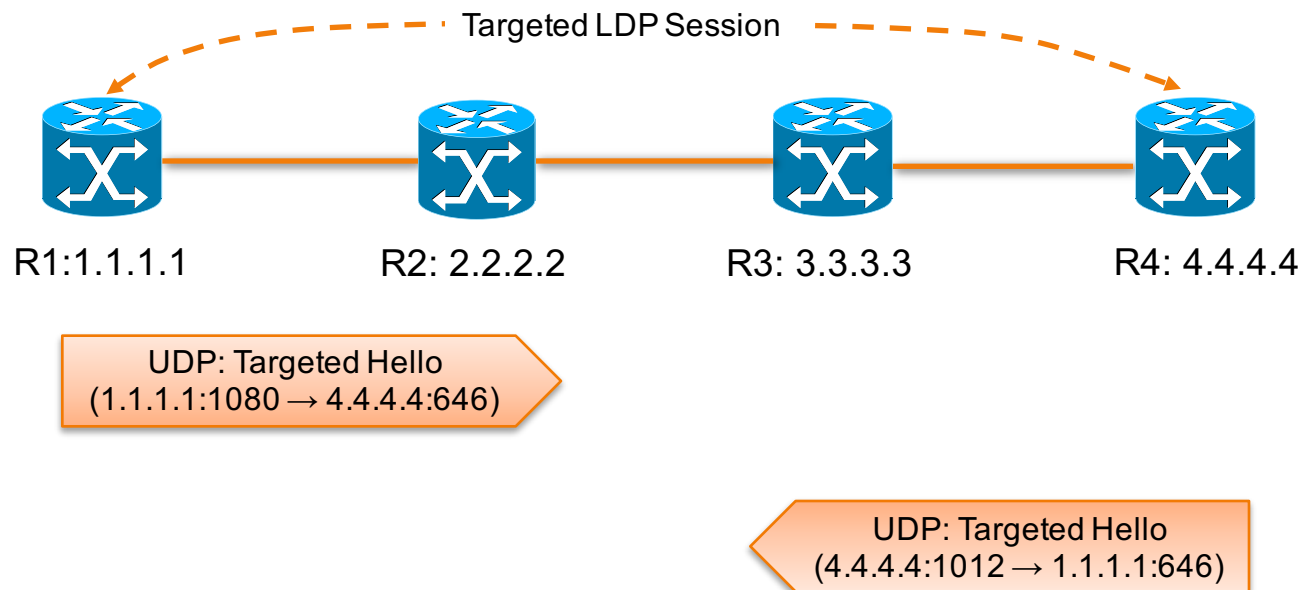 Targeted LDP Session
R1:1.1.1.1
R2: 2.2.2.2
R3: 3.3.3.3
R4: 4.4.4.4
UDP: Targeted Hello
(1.1.1.1:1080 → 4.4.4.4:646)
UDP: Targeted Hello
(4.4.4.4:1012 → 1.1.1.1:646)